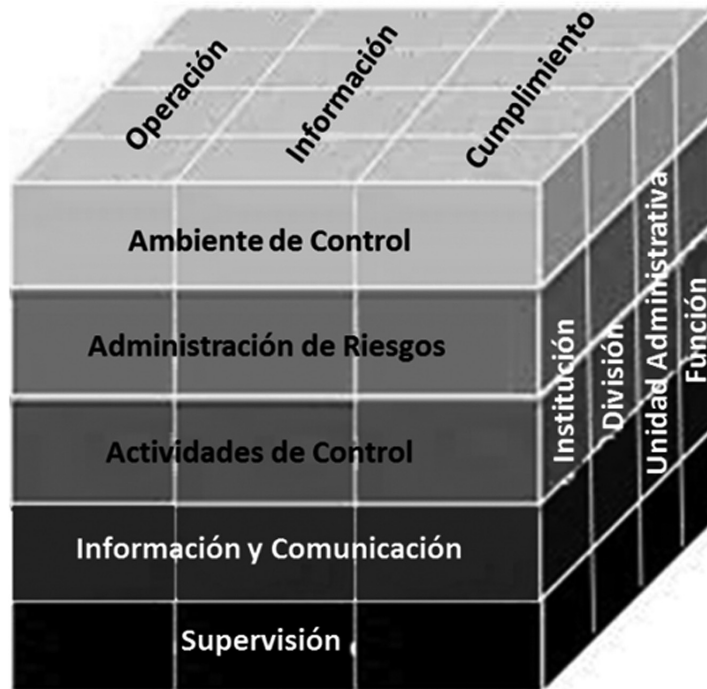 Operación
Información
Cumplimiento
Ambiente de Control
Administración de Riesgos
Actividades de Control
Información y Comunicación
Supervisión
Institución
División
Unidad Administrativa
Función